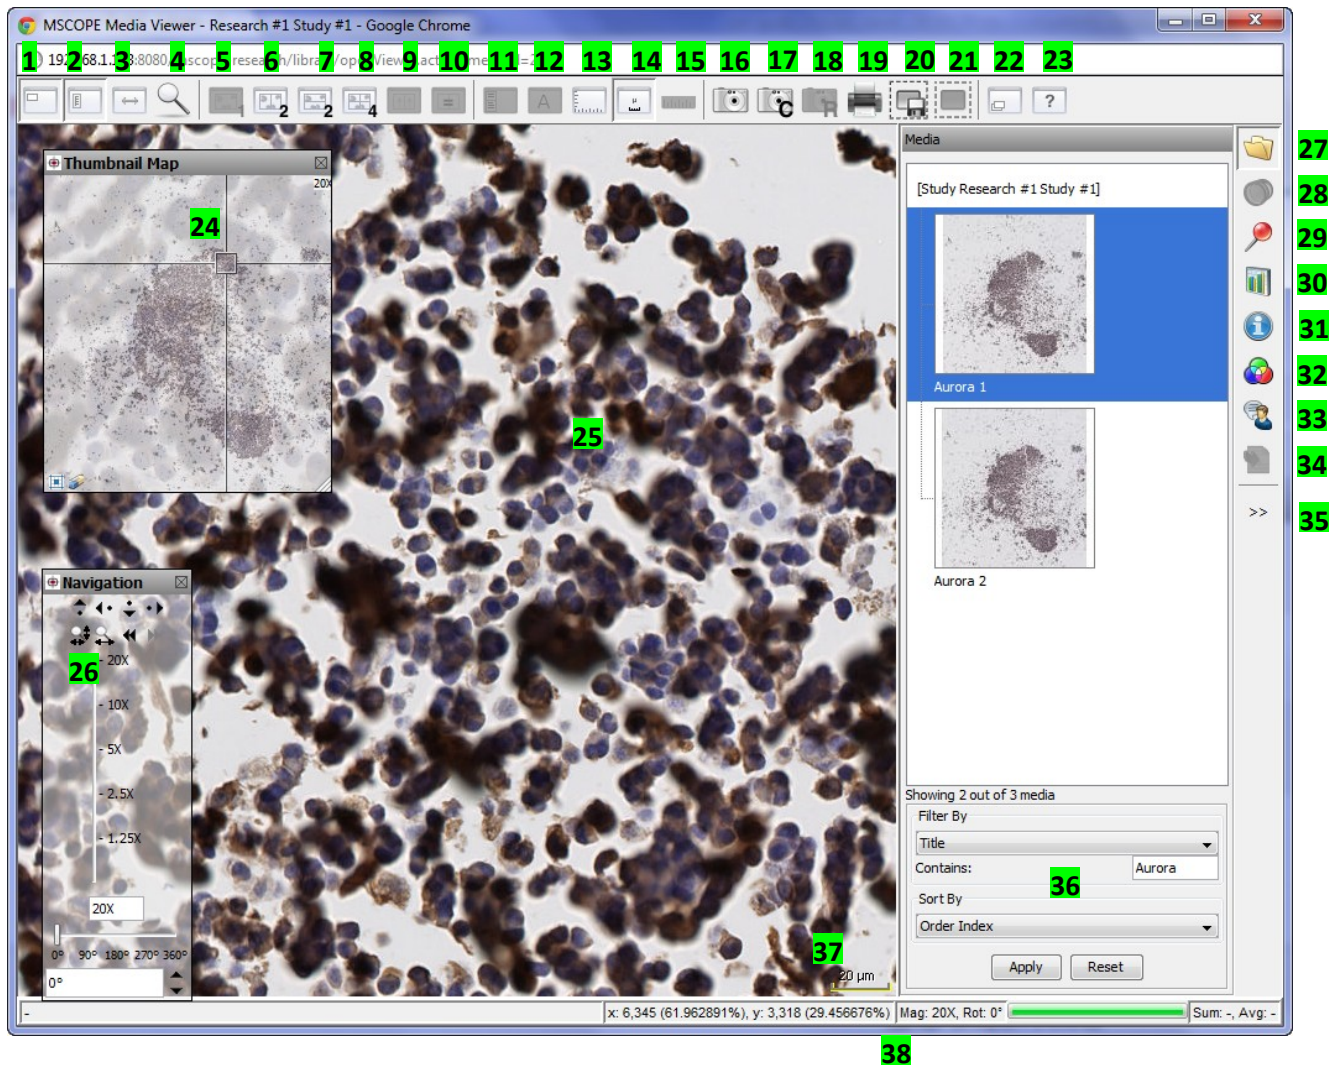 MSCOPE Media Viewer - Research #1 Study #1 - Google Chrome
1 2 3 4 5 6 7 8 9 10 11 12 13 14 15 16 17 18 19 20 21 22 23
1 2 2 4 A µ C R ?
Thumbnail Map
20X
24
25
Navigation
26
20X
10X
5X
2.5X
1.25X
20X
0° 90° 180° 270° 360°
0°
37
20 µm
Media
[Study Research #1 Study #1]
Aurora 1
Aurora 2
Showing 2 out of 3 media
Filter By
Title
Contains: Aurora
36
Sort By
Order Index
Apply Reset
27
28
29
30
31
32
33
34
>> 35
- x: 6,345 (61.962891%), y: 3,318 (29.456676%) Mag: 20X, Rot: 0° Sum: -, Avg: -
38